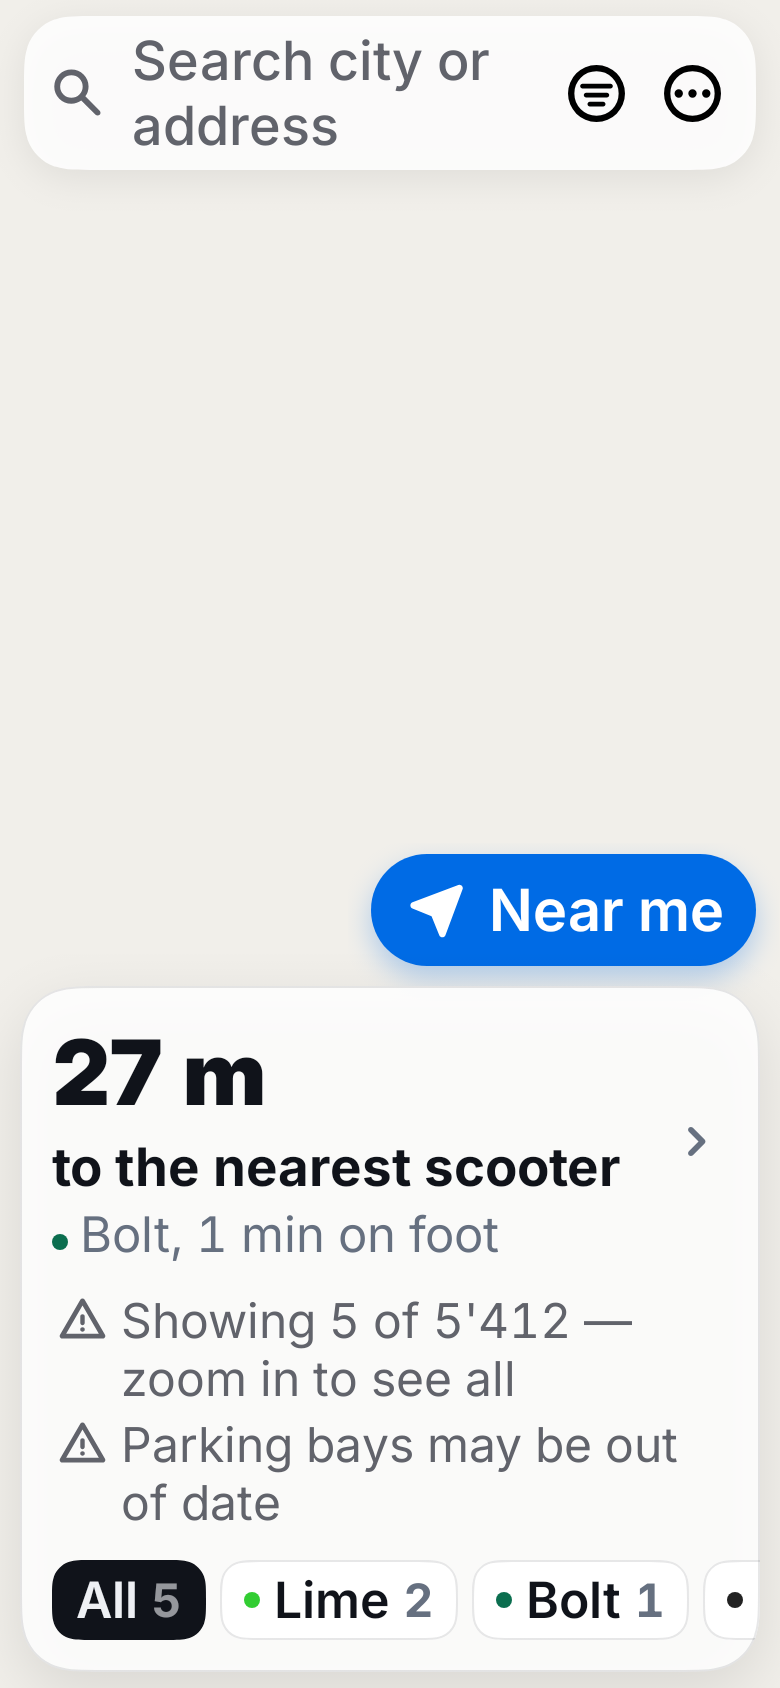 Search city or
address
Near me
27 m
to the nearest scooter
Bolt, 1 min on foot
Showing 5 of 5'412 —
zoom in to see all
Parking bays may be out
of date
All 5
Lime 2
Bolt 1